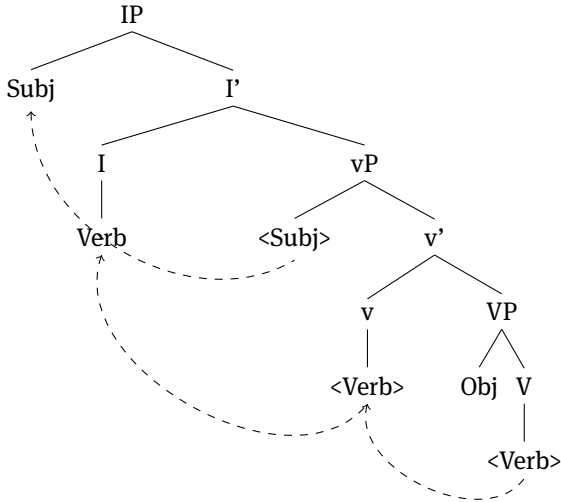 IP
Subj I’
I vP
Verb <Subj> v’
v VP
<Verb> Obj V
<Verb>